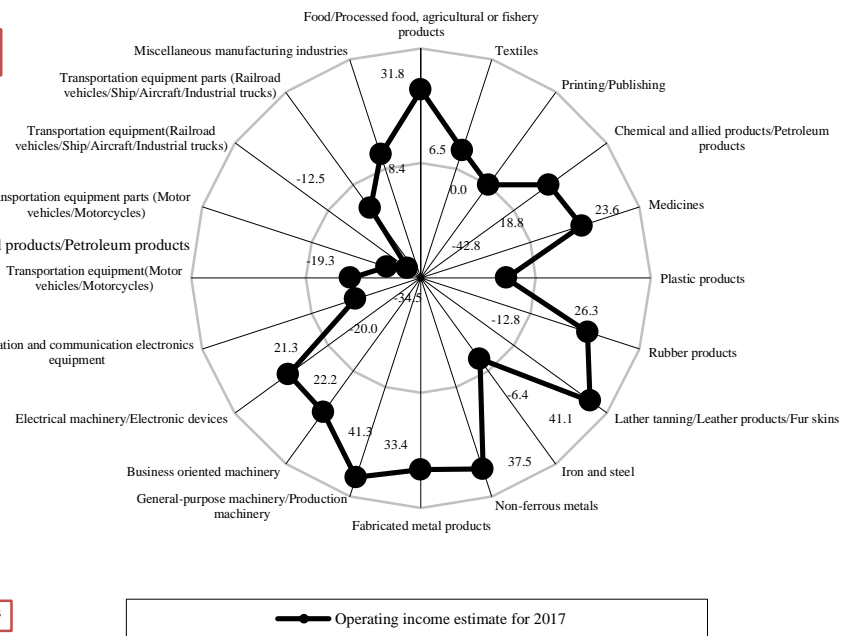 Food/Processed food, agricultural or fishery
products
Miscellaneous manufacturing industries
Textiles
31.8
Transportation equipment parts (Railroad
vehicles/Ship/Aircraft/Industrial trucks)
Printing/Publishing
Transportation equipment(Railroad
vehicles/Ship/Aircraft/Industrial trucks)
Chemical and allied products/Petroleum
products
6.5
8.4
-12.5
0.0
parts (Motor
vehicles/Motorcycles)
Medicines
23.6
18.8
products/Petroleum products
-42.8
-19.3
Transportation equipment(Motor
vehicles/Motorcycles)
Plastic products
-34.5
26.3
-12.8
-20.0
and communication electronics
equipment
21.3
Rubber products
22.2
-6.4
Electrical machinery/Electronic devices
41.1
Lather tanning/Leather products/Fur skins
41.3
33.4
37.5
Business oriented machinery
Iron and steel
General-purpose machinery/Production
machinery
Non-ferrous metals
Fabricated metal products
Operating income estimate for 2017